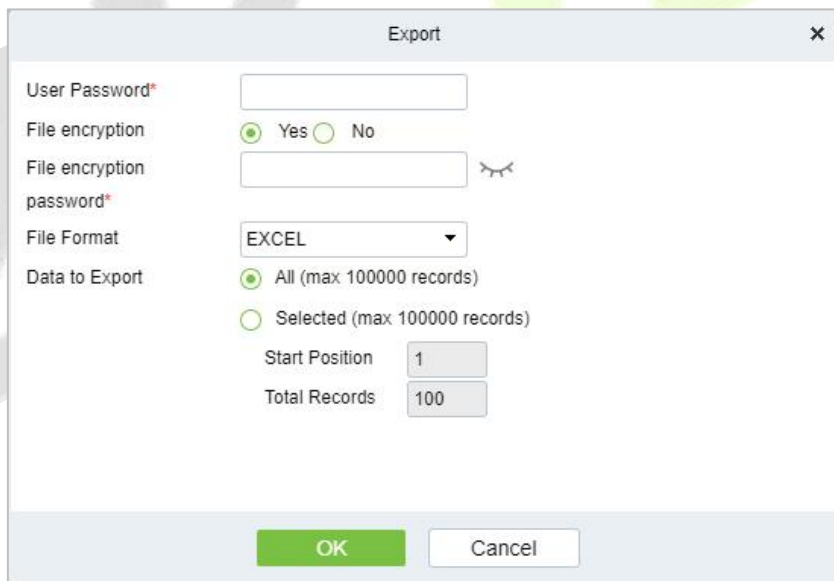 Export
User Password*
File encryption Yes No
File encryption
password*
File Format EXCEL
Data to Export All (max 100000 records)
Selected (max 100000 records)
Start Position 1
Total Records 100
OK Cancel